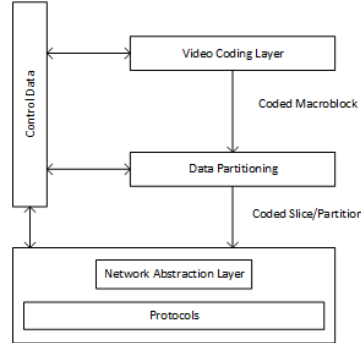 Control Data
Video Coding Layer
Coded Macroblock
Data Partitioning
Coded Slice/Partition
Network Abstraction Layer
Protocols